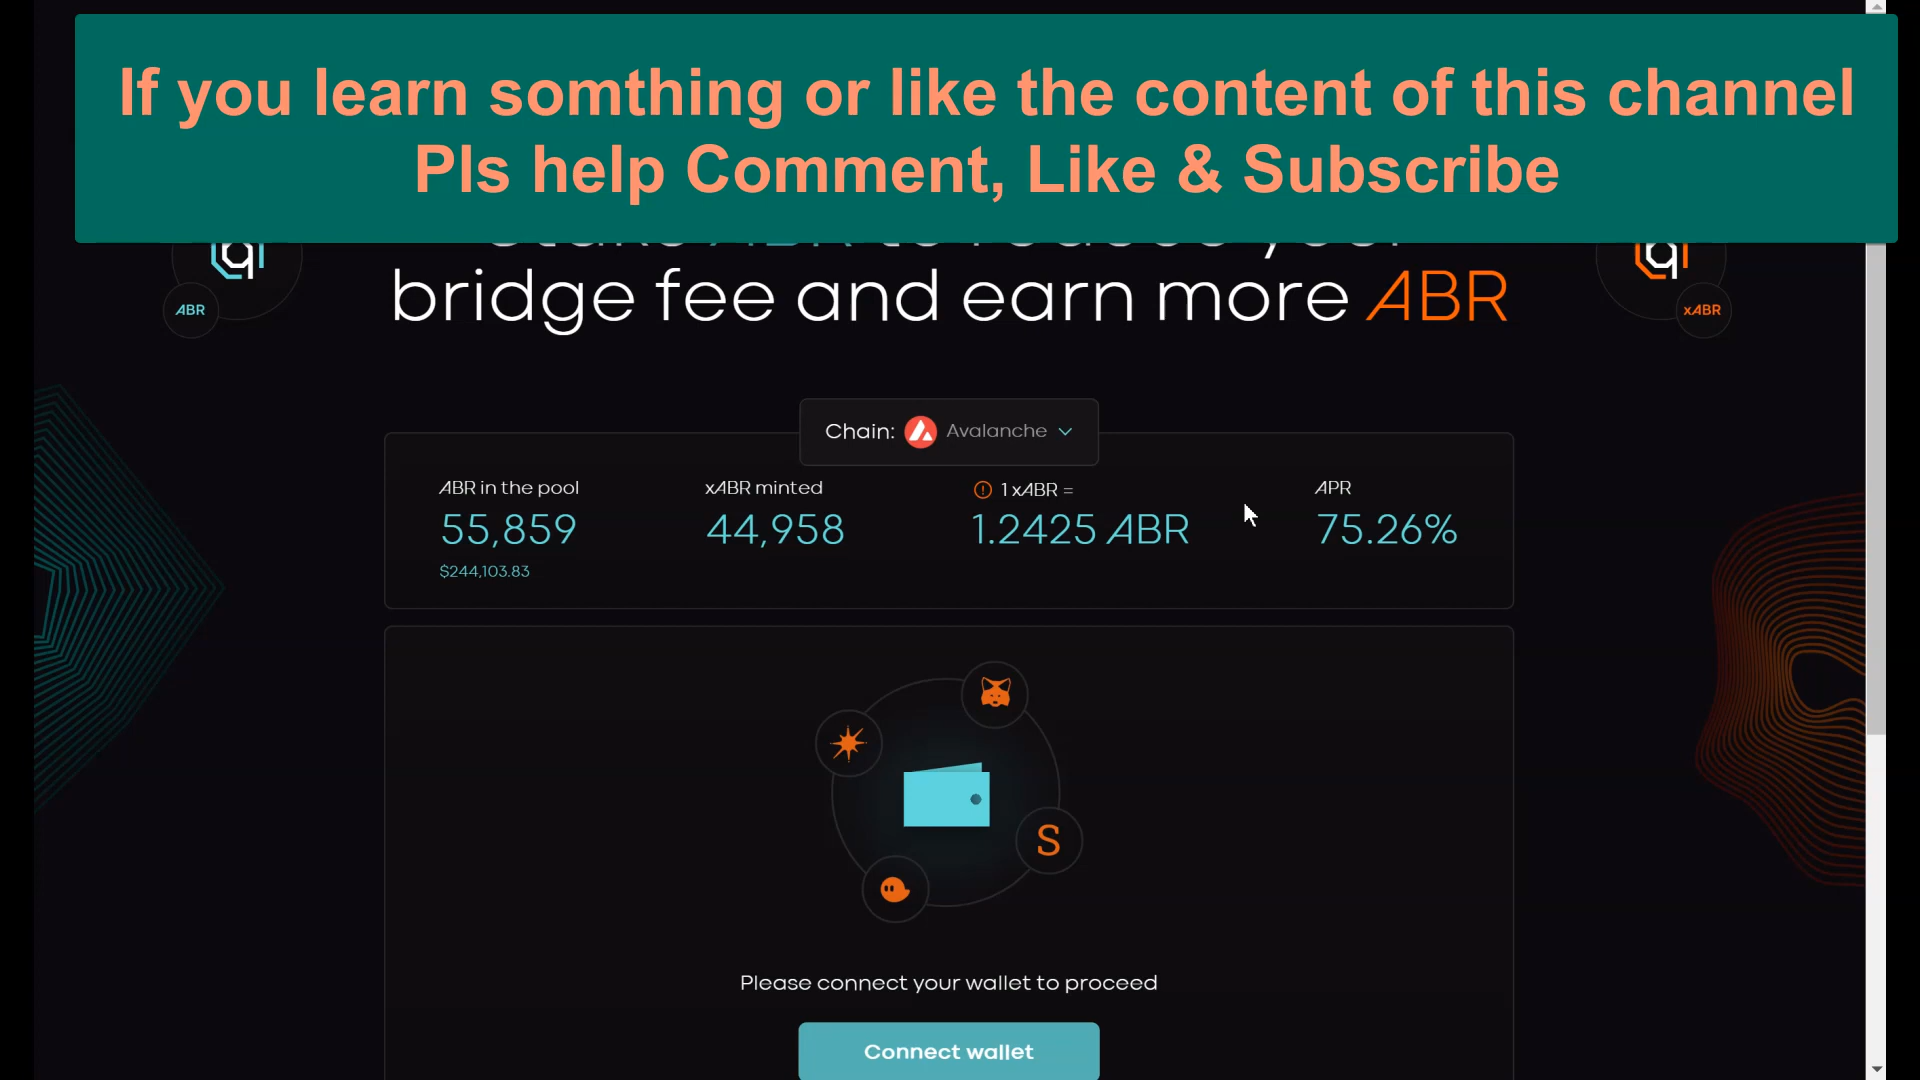 If you learn somthing or like the content of this channel
Pls help Comment, Like & Subscribe
bridge fee and earn more ABR
ABR
xABR
Chain: Avalanche
ABR in the pool
xABR minted
1 xABR =
APR
55,859
44,958
1.2425 ABR
75.26%
$244,103.83
S
Please connect your wallet to proceed
Connect wallet